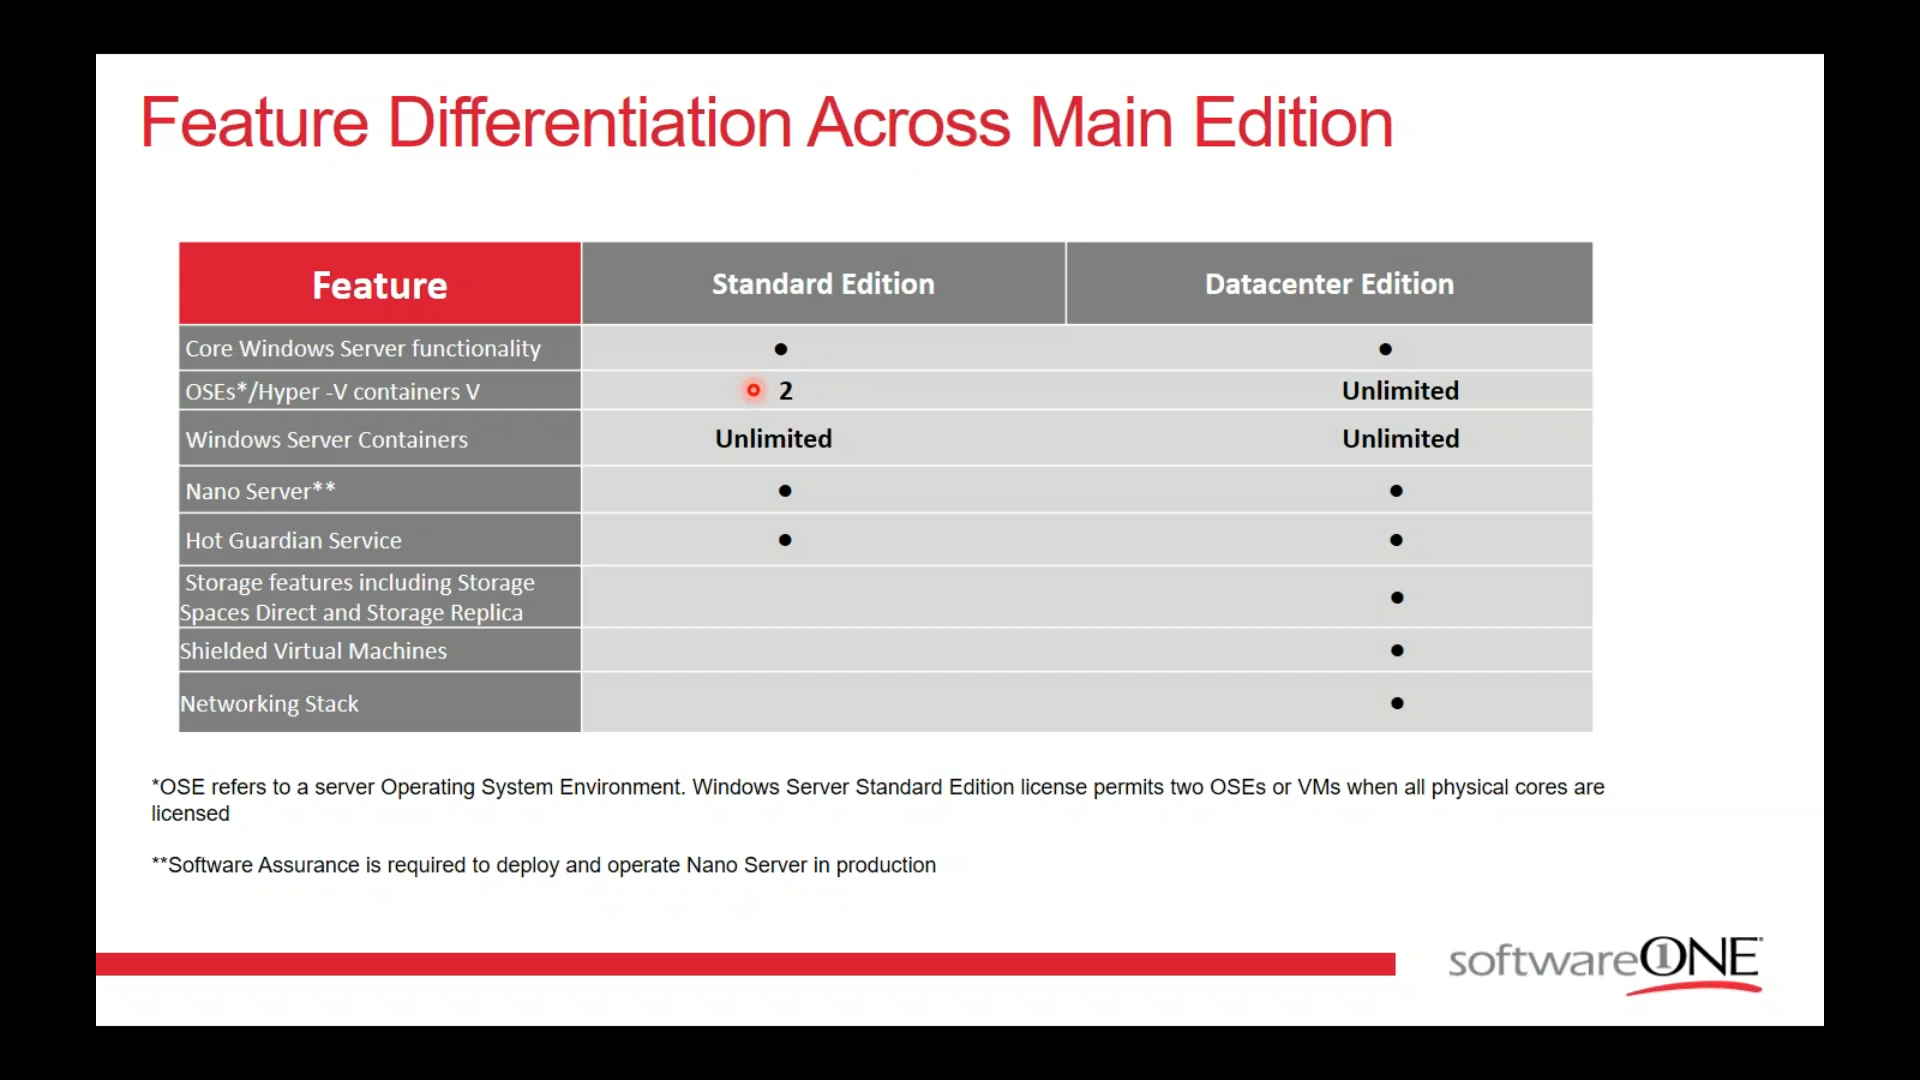 Feature Differentiation Across Main Edition
Feature Standard Edition Datacenter Edition
Core Windows Server functionality ● ●
OSEs*/Hyper -V containers V 2 Unlimited
Windows Server Containers Unlimited Unlimited
Nano Server** ● ●
Hot Guardian Service ● ●
Storage features including Storage
Spaces Direct and Storage Replica ●
Shielded Virtual Machines ●
Networking Stack ●
*OSE refers to a server Operating System Environment. Windows Server Standard Edition license permits two OSEs or VMs when all physical cores are
licensed
**Software Assurance is required to deploy and operate Nano Server in production
software1ONE